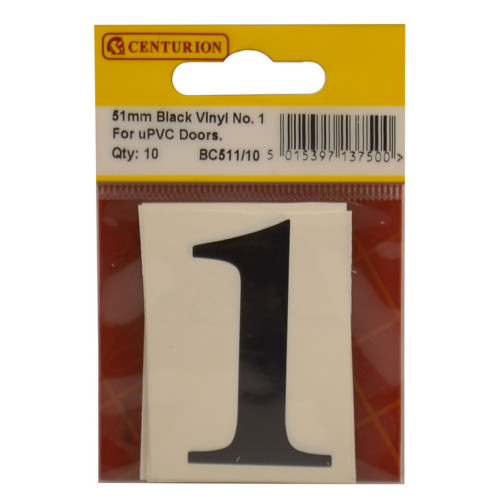 CENTURION
51mm Black Vinyl No. 1
For uPVC Doors.
Qty: 10 BC511/10
5 015397 137500 >
1